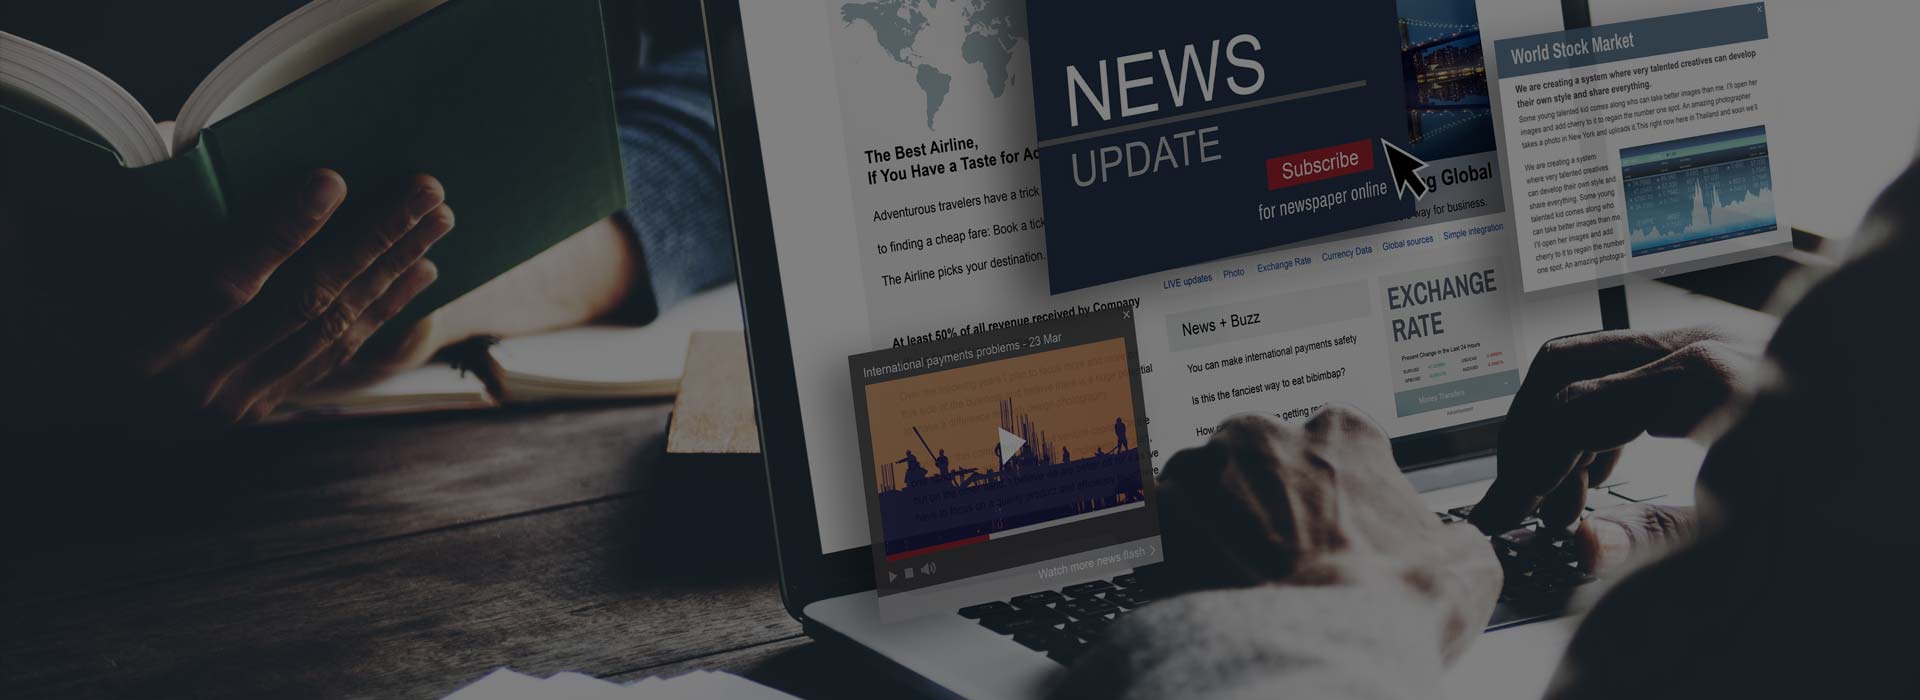 NEWS
UPDATE
Subscribe
for newspaper online
The Best Airline,
If You Have a Taste for
Adventurous travelers have a trick
to finding a cheap fare: Book a
The Airline picks your destination.
At least 50% of all revenue received by Company
International payments problems - 23 Mar
Watch more news flash
g Global
way for business.
LIVE updates Photo Exchange Rate Currency Data Global sources Simple integration
News + Buzz
You can make international payments safety
Is this the fanciest way to eat bibimbap?
getting
EXCHANGE
RATE
Present Change in the Last 24 Hours
Money Transfers
Advertisement
World Stock Market
We are creating a system where very talented creatives can develop
their own style and share everything.
Some young talented kid comes along who can take better images than me. I'll open her
images and add cherry to it to regain the number one spot. An amazing photographer
takes a photo in New York and uploads it. This right now here in Thailand and soon we'll
We are creating a system
where very talented creatives
can develop their own style and
share everything. Some young
talented kid comes along who
can take better images than me.
I'll open her images and add
cherry to it to regain the number
one spot. An amazing photogra-